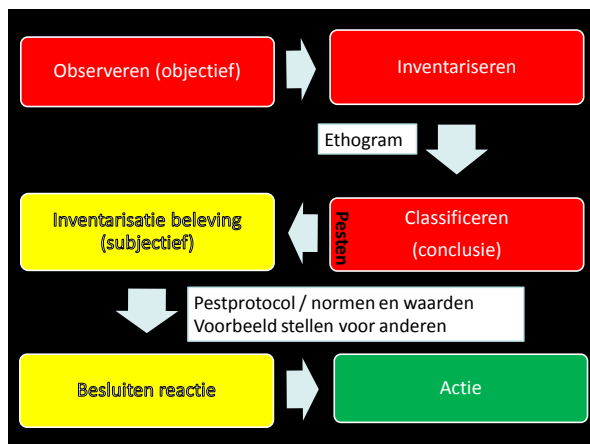 Observeren (objectief)
Inventariseren
Ethogram
Inventarisatie beleving
(subjectief)
Pesten
Classificeren
(conclusie)
Pestprotocol / normen en waarden
Voorbeeld stellen voor anderen
Besluiten reactie
Actie